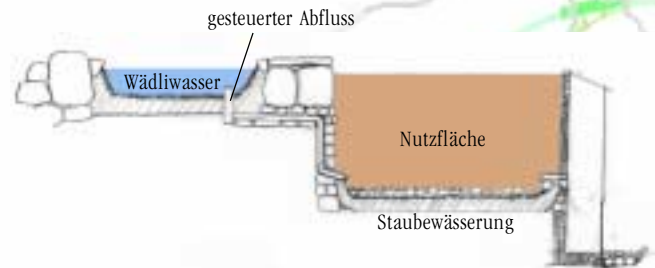 gesteuerter Abfluss
Wädliwasser
Nutzfläche
Staubewässerung